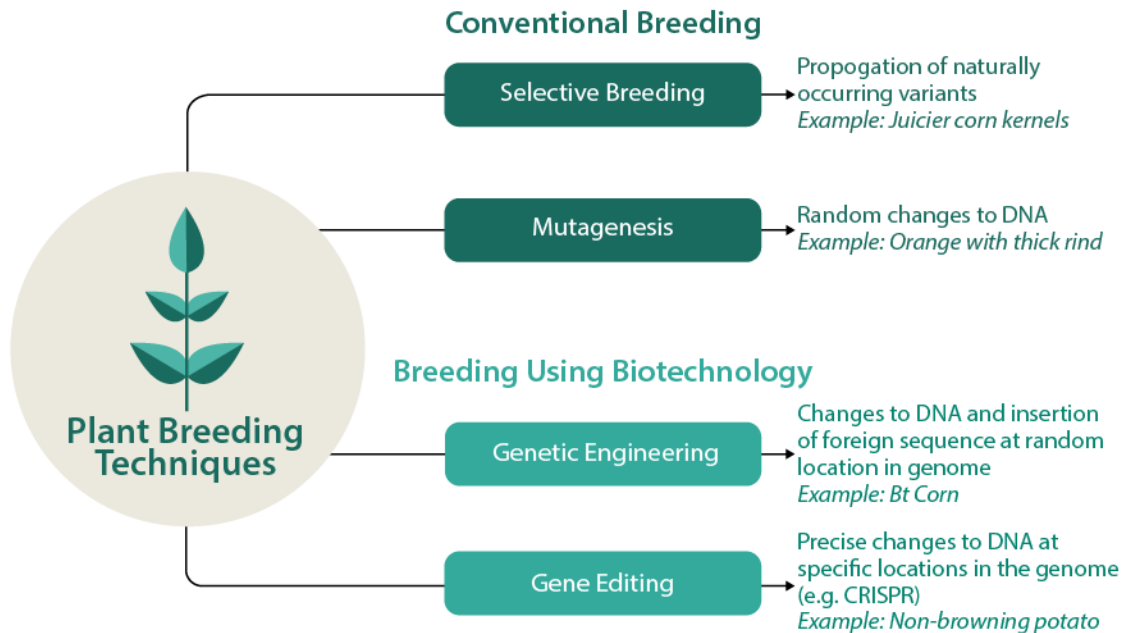 Conventional Breeding
Selective Breeding
Propogation of naturally
occurring variants
Example: Juicier corn kernels
Mutagenesis
Random changes to DNA
Example: Orange with thick rind
Plant Breeding
Techniques
Breeding Using Biotechnology
Genetic Engineering
Changes to DNA and insertion
of foreign sequence at random
location in genome
Example: Bt Corn
Gene Editing
Precise changes to DNA at
specific locations in the genome
(e.g. CRISPR)
Example: Non-browning potato